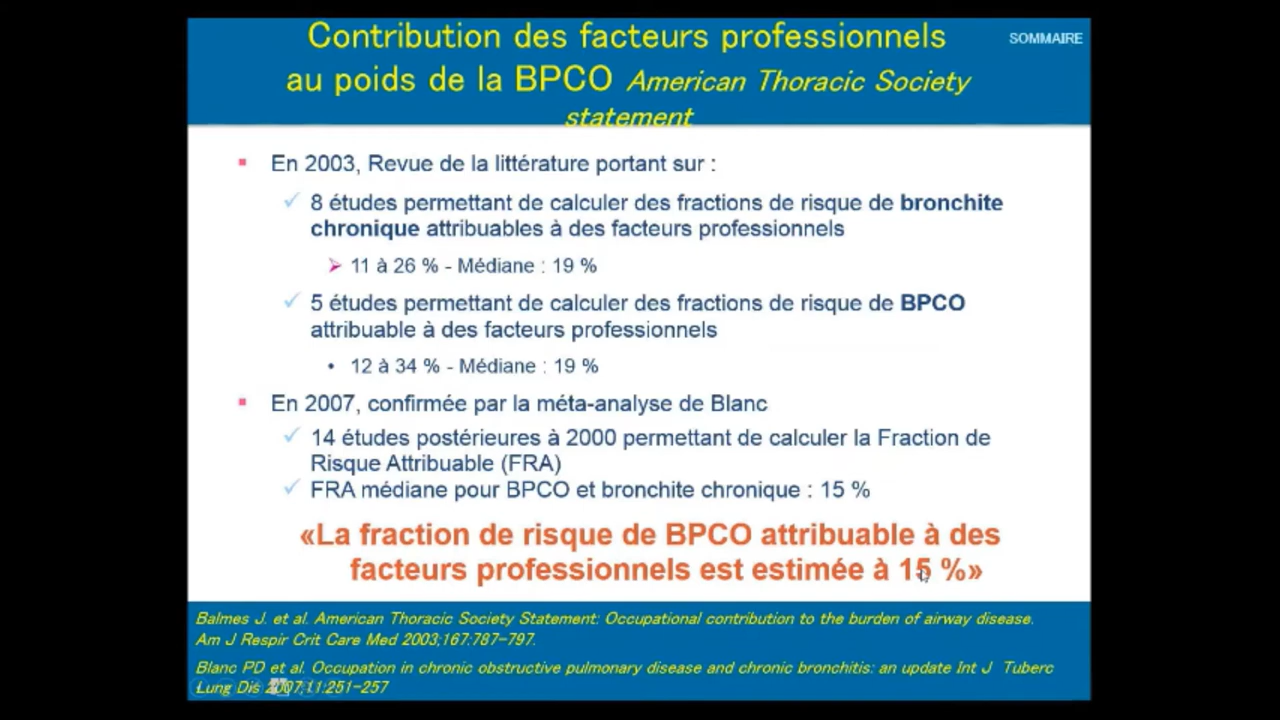 Contribution des facteurs professionnels
SOMMAIRE
au poids de la BPCO American Thoracic Society
statement
En 2003, Revue de la littérature portant sur :
8 études permettant de calculer des fractions de risque de bronchite
chronique attribuables à des facteurs professionnels
11 à 26 % - Médiane : 19 %
5 études permettant de calculer des fractions de risque de BPCO
attribuable à des facteurs professionnels
• 12 à 34 % - Médiane : 19 %
En 2007, confirmée par la méta-analyse de Blanc
14 études postérieures à 2000 permettant de calculer la Fraction de
Risque Attribuable (FRA)
FRA médiane pour BPCO et bronchite chronique : 15 %
«La fraction de risque de BPCO attribuable à des
facteurs professionnels est estimée à 15 %»
Balmes J. et al. American Thoracic Society Statement: Occupational contribution to the burden of airway disease.
Am J Respir Crit Care Med 2003;167:787-797.
Blanc PD et al. Occupation in chronic obstructive pulmonary disease and chronic bronchitis: an update Int J Tuberc
Lung Dis 2007;11:251-257